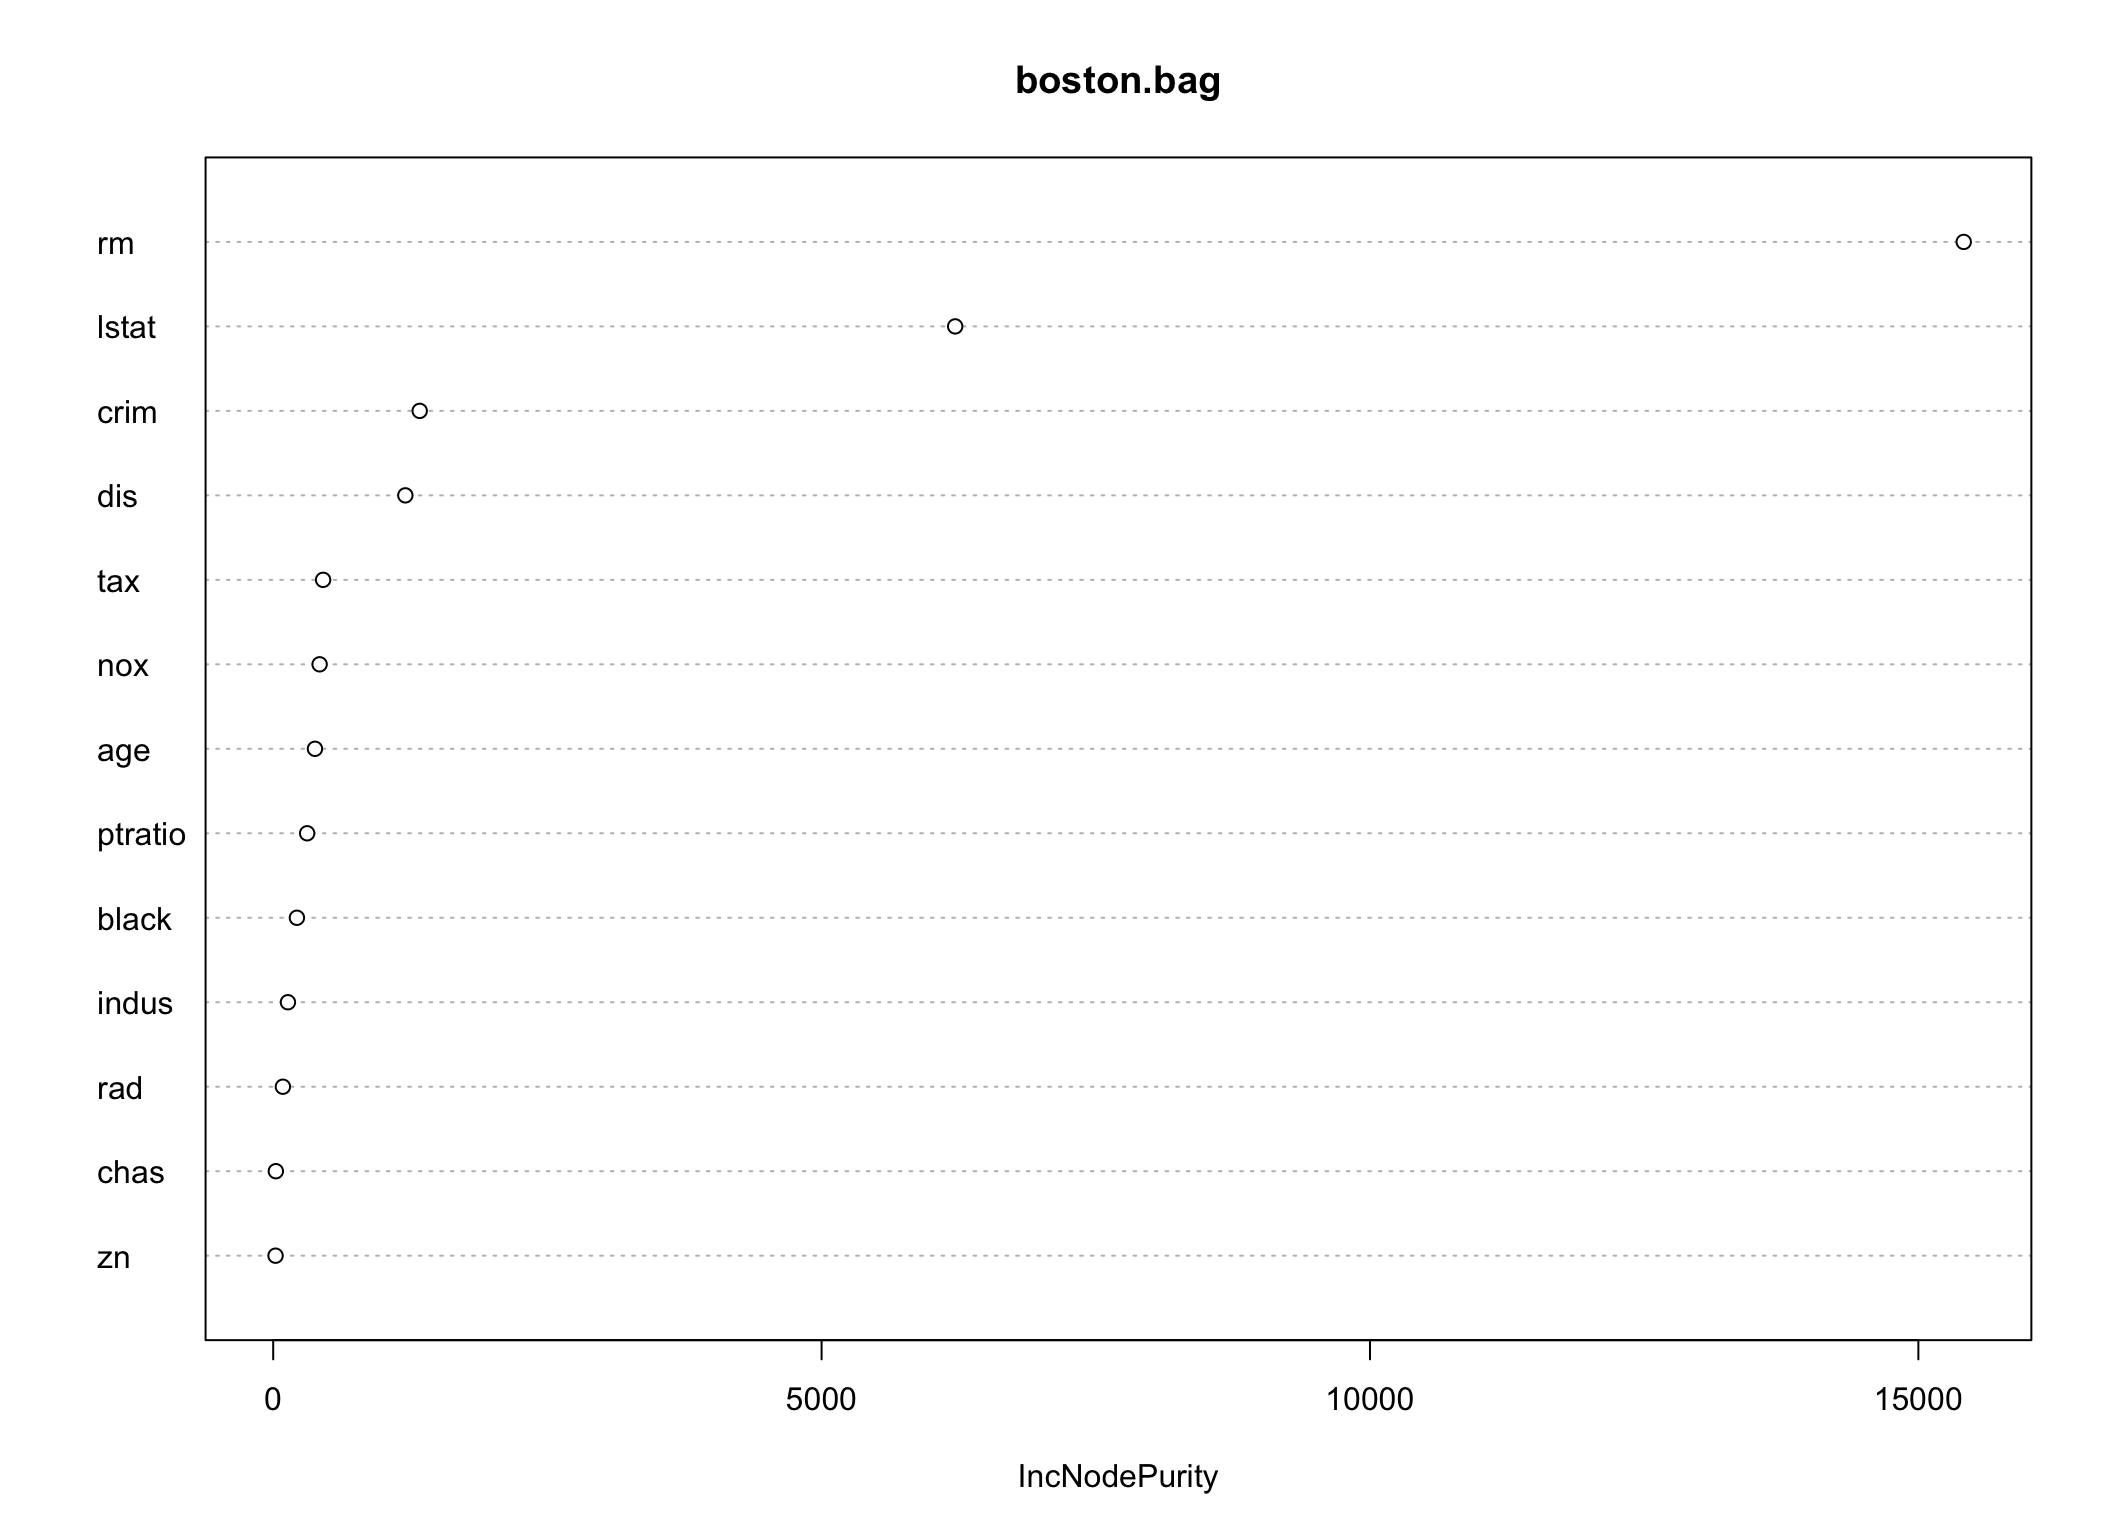 boston.bag
rm
lstat
crim
dis
tax
nox
age
ptratio
black
indus
rad
chas
zn
0 5000 10000 15000
IncNodePurity